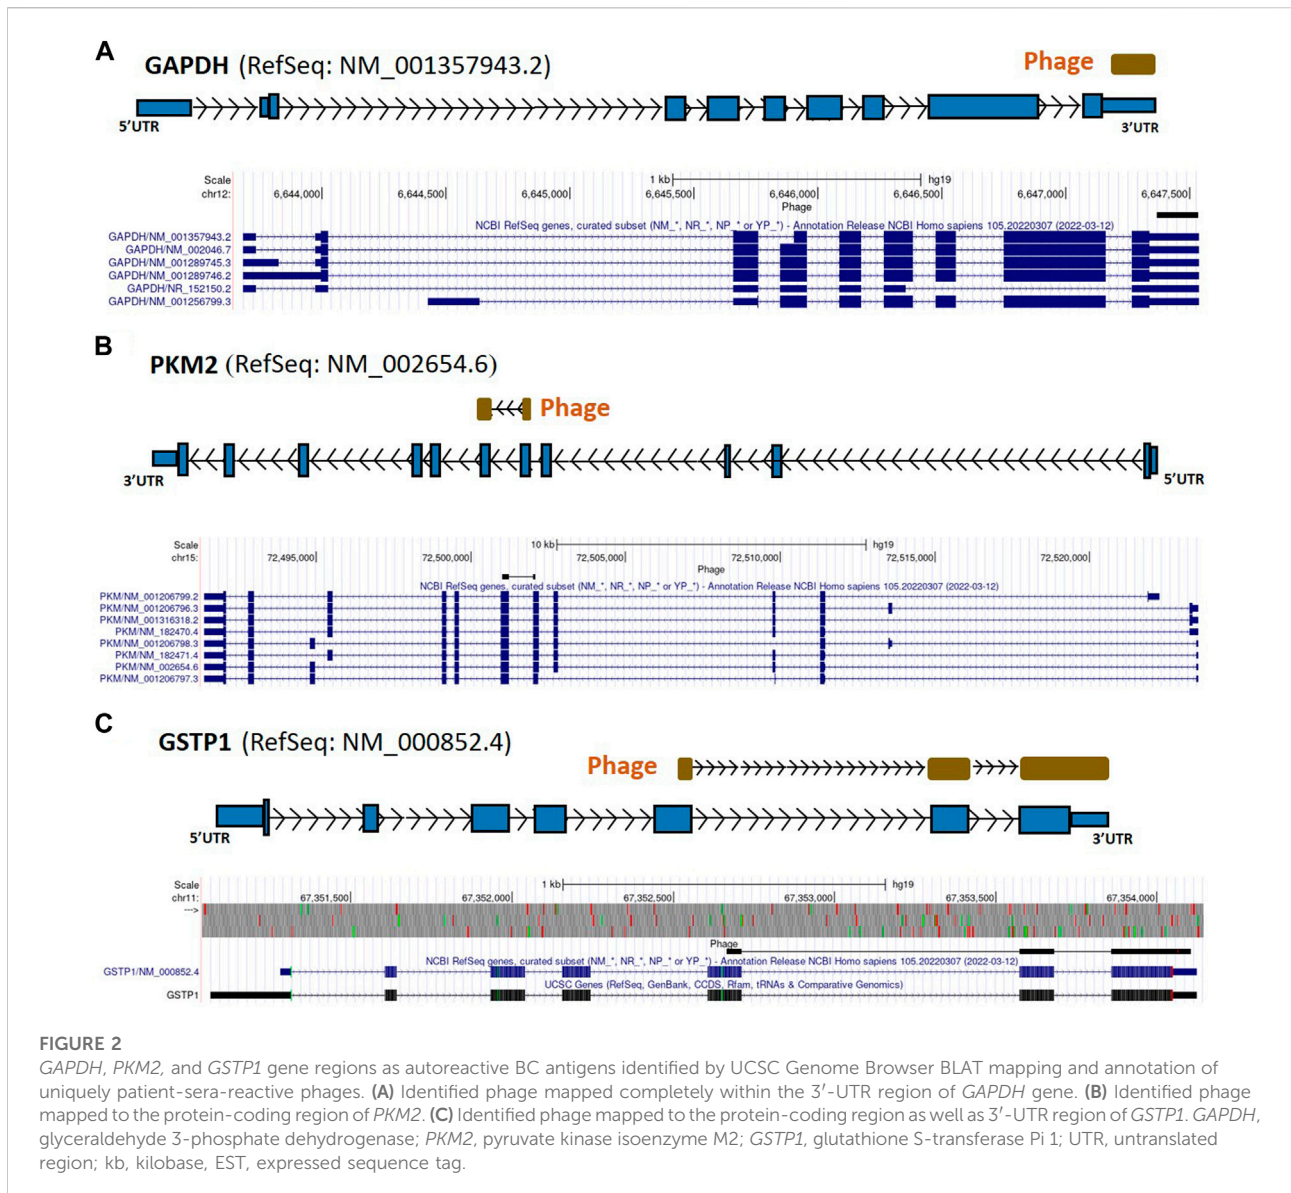 A
GAPDH (RefSeq: NM_001357943.2)
Phage
5'UTR
3'UTR
Scale
1 kb
hg19
chr12:
6,644,000
6,644,500
6,645,000
6,645,500
6,646,000
6,646,500
6,647,000
6,647,500
Phage
NCBI RefSeq genes, curated subset (NM_*, NR_*, NP_* or YP_*) - Annotation Release NCBI Homo sapiens 105.20220307 (2022-03-12)
GAPDH/NM_001357943.2
GAPDH/NM_002046.7
GAPDH/NM_001289745.3
GAPDH/NM_001289746.2
GAPDH/NR_152150.2
GAPDH/NM_001256799.3
B
PKM2 (RefSeq: NM_002654.6)
Phage
3'UTR
5'UTR
Scale
10 kb
hg19
chr15:
72,495,000
72,500,000
72,505,000
72,510,000
72,515,000
72,520,000
Phage
NCBI RefSeq genes, curated subset (NM_*, NR_*, NP_* or YP_*) - Annotation Release NCBI Homo sapiens 105.20220307 (2022-03-12)
PKM/NM_001206799.2
PKM/NM_001206796.3
PKM/NM_001316318.2
PKM/NM_182470.4
PKM/NM_001206798.3
PKM/NM_182471.4
PKM/NM_002654.6
PKM/NM_001206797.3
C
GSTP1 (RefSeq: NM_000852.4)
Phage
5'UTR
3'UTR
Scale
1 kb
hg19
chr11:
67,351,500
67,352,000
67,352,500
67,353,000
67,353,500
67,354,000
--->
Phage
NCBI RefSeq genes, curated subset (NM_*, NR_*, NP_* or YP_*) - Annotation Release NCBI Homo sapiens 105.20220307 (2022-03-12)
GSTP1/NM_000852.4
UCSC Genes (RefSeq, GenBank, CCDS, Rfam, tRNAs & Comparative Genomics)
GSTP1
FIGURE 2
GAPDH, PKM2, and GSTP1 gene regions as autoreactive BC antigens identified by UCSC Genome Browser BLAT mapping and annotation of
uniquely patient-sera-reactive phages. (A) Identified phage mapped completely within the 3′-UTR region of GAPDH gene. (B) Identified phage
mapped to the protein-coding region of PKM2. (C) Identified phage mapped to the protein-coding region as well as 3′-UTR region of GSTP1. GAPDH,
glyceraldehyde 3-phosphate dehydrogenase; PKM2, pyruvate kinase isoenzyme M2; GSTP1, glutathione S-transferase Pi 1; UTR, untranslated
region; kb, kilobase, EST, expressed sequence tag.